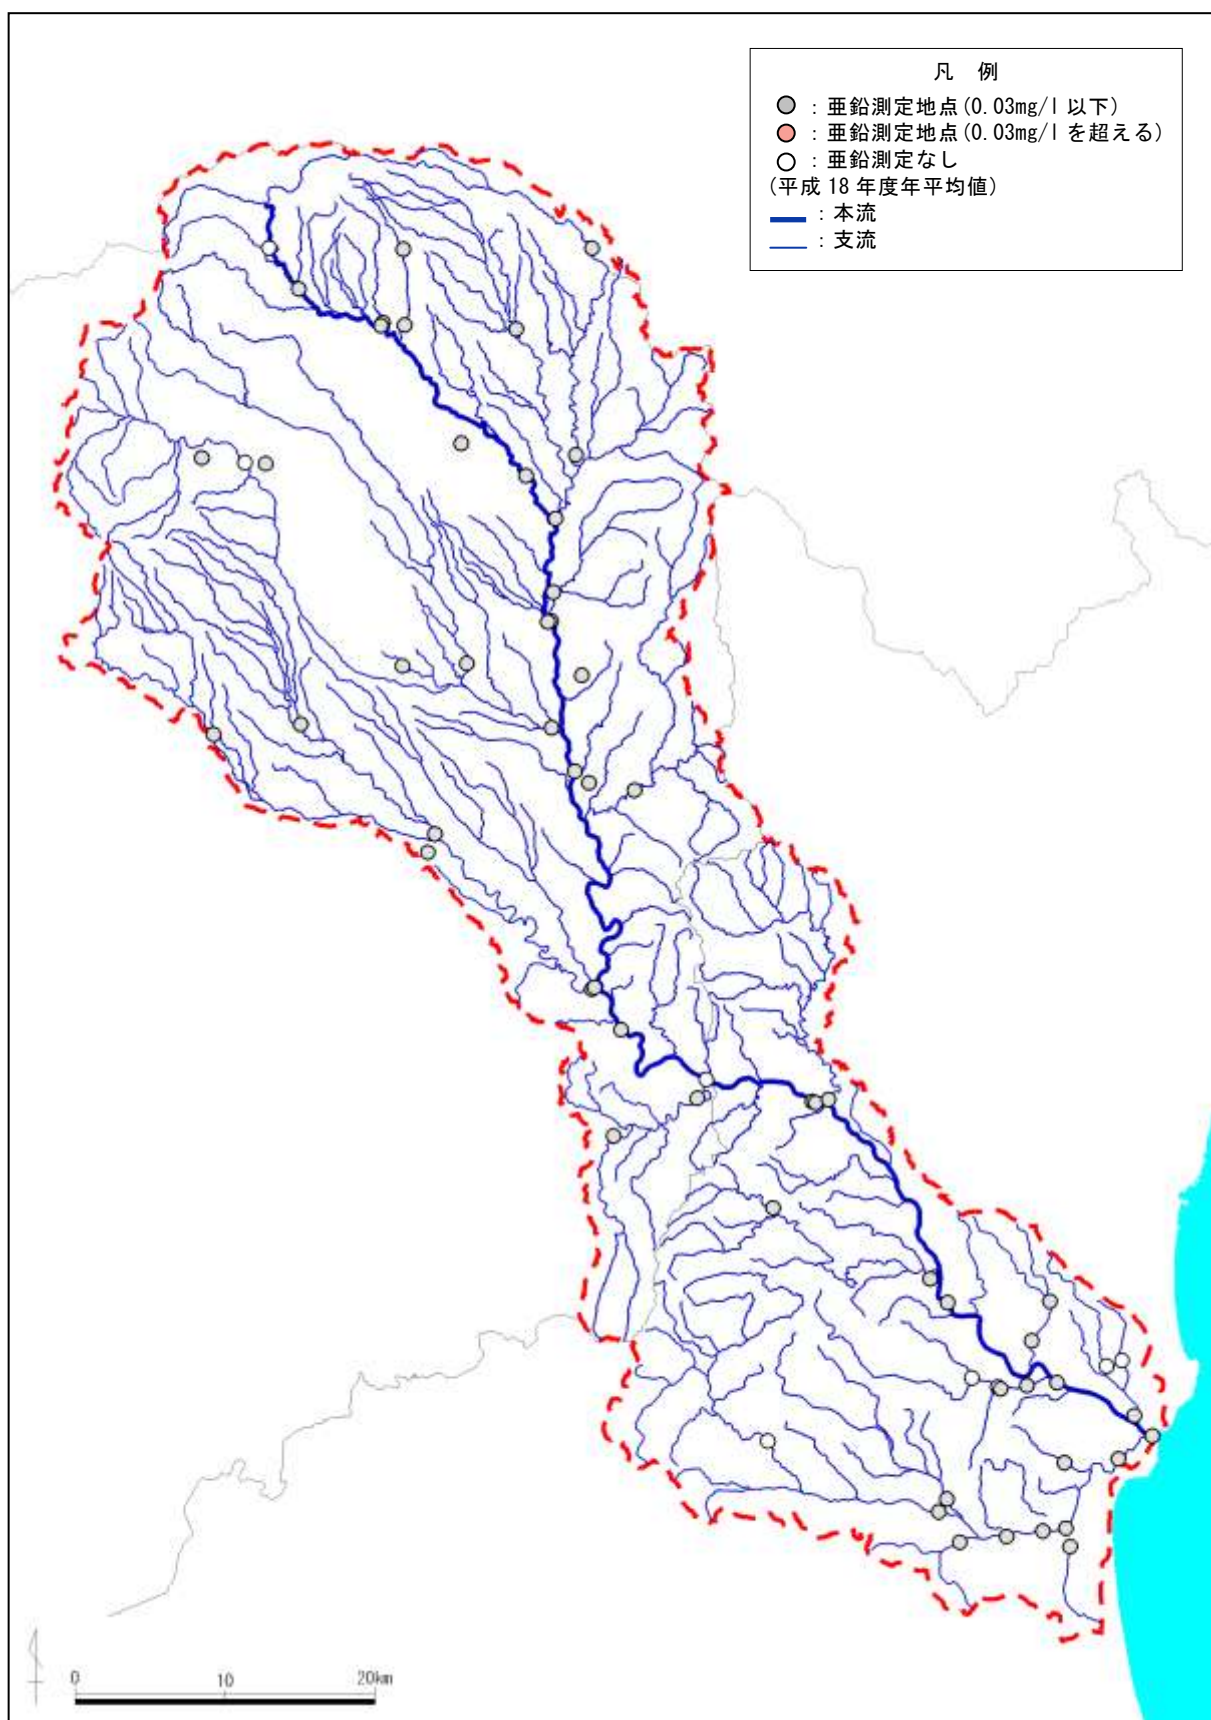 凡 例
: 亜鉛測定地点(0.03mg/l 以下)
: 亜鉛測定地点(0.03mg/l を超える)
: 亜鉛測定なし
(平成 18 年度年平均値)
: 本流
: 支流
0 10 20km